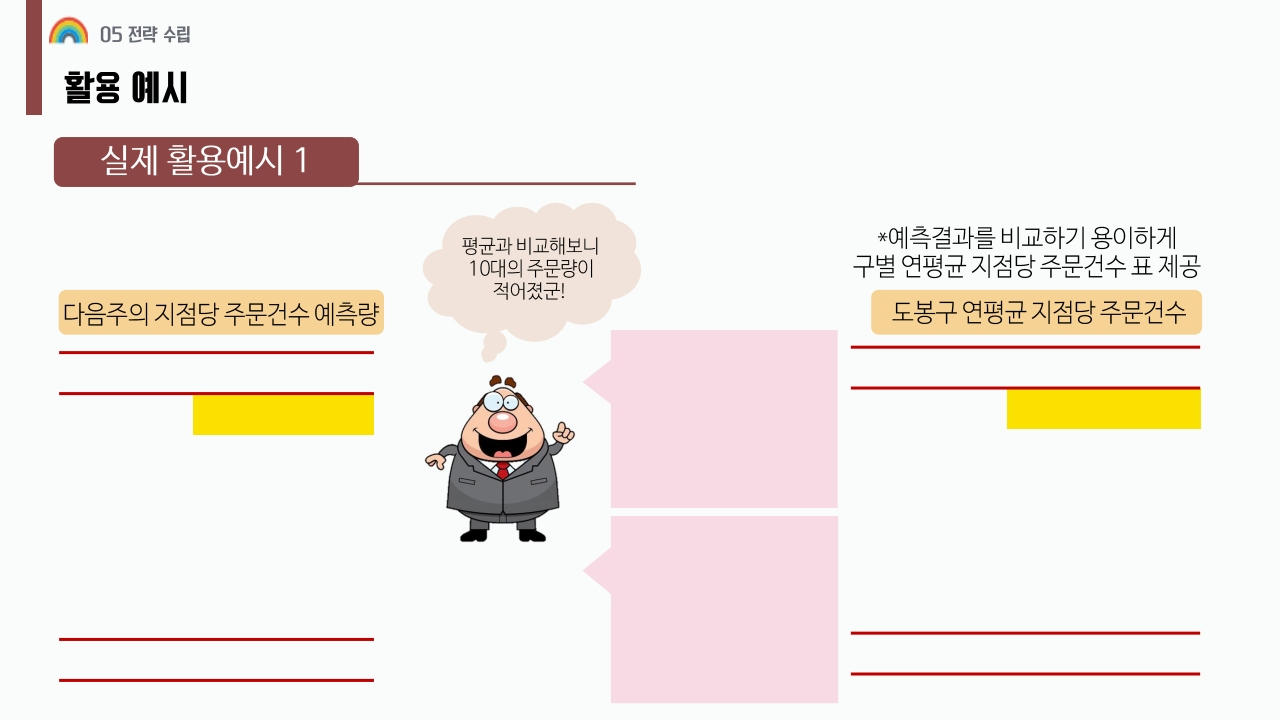 05 전략 수립
활용 예시
실제 활용예시 1
평균과 비교해보니
10대의 주문량이
적어졌군!
*예측결과를 비교하기 용이하게
구별 연평균 지점당 주문건수 표 제공
다음주의 지점당 주문건수 예측량
도봉구 연평균 지점당 주문건수